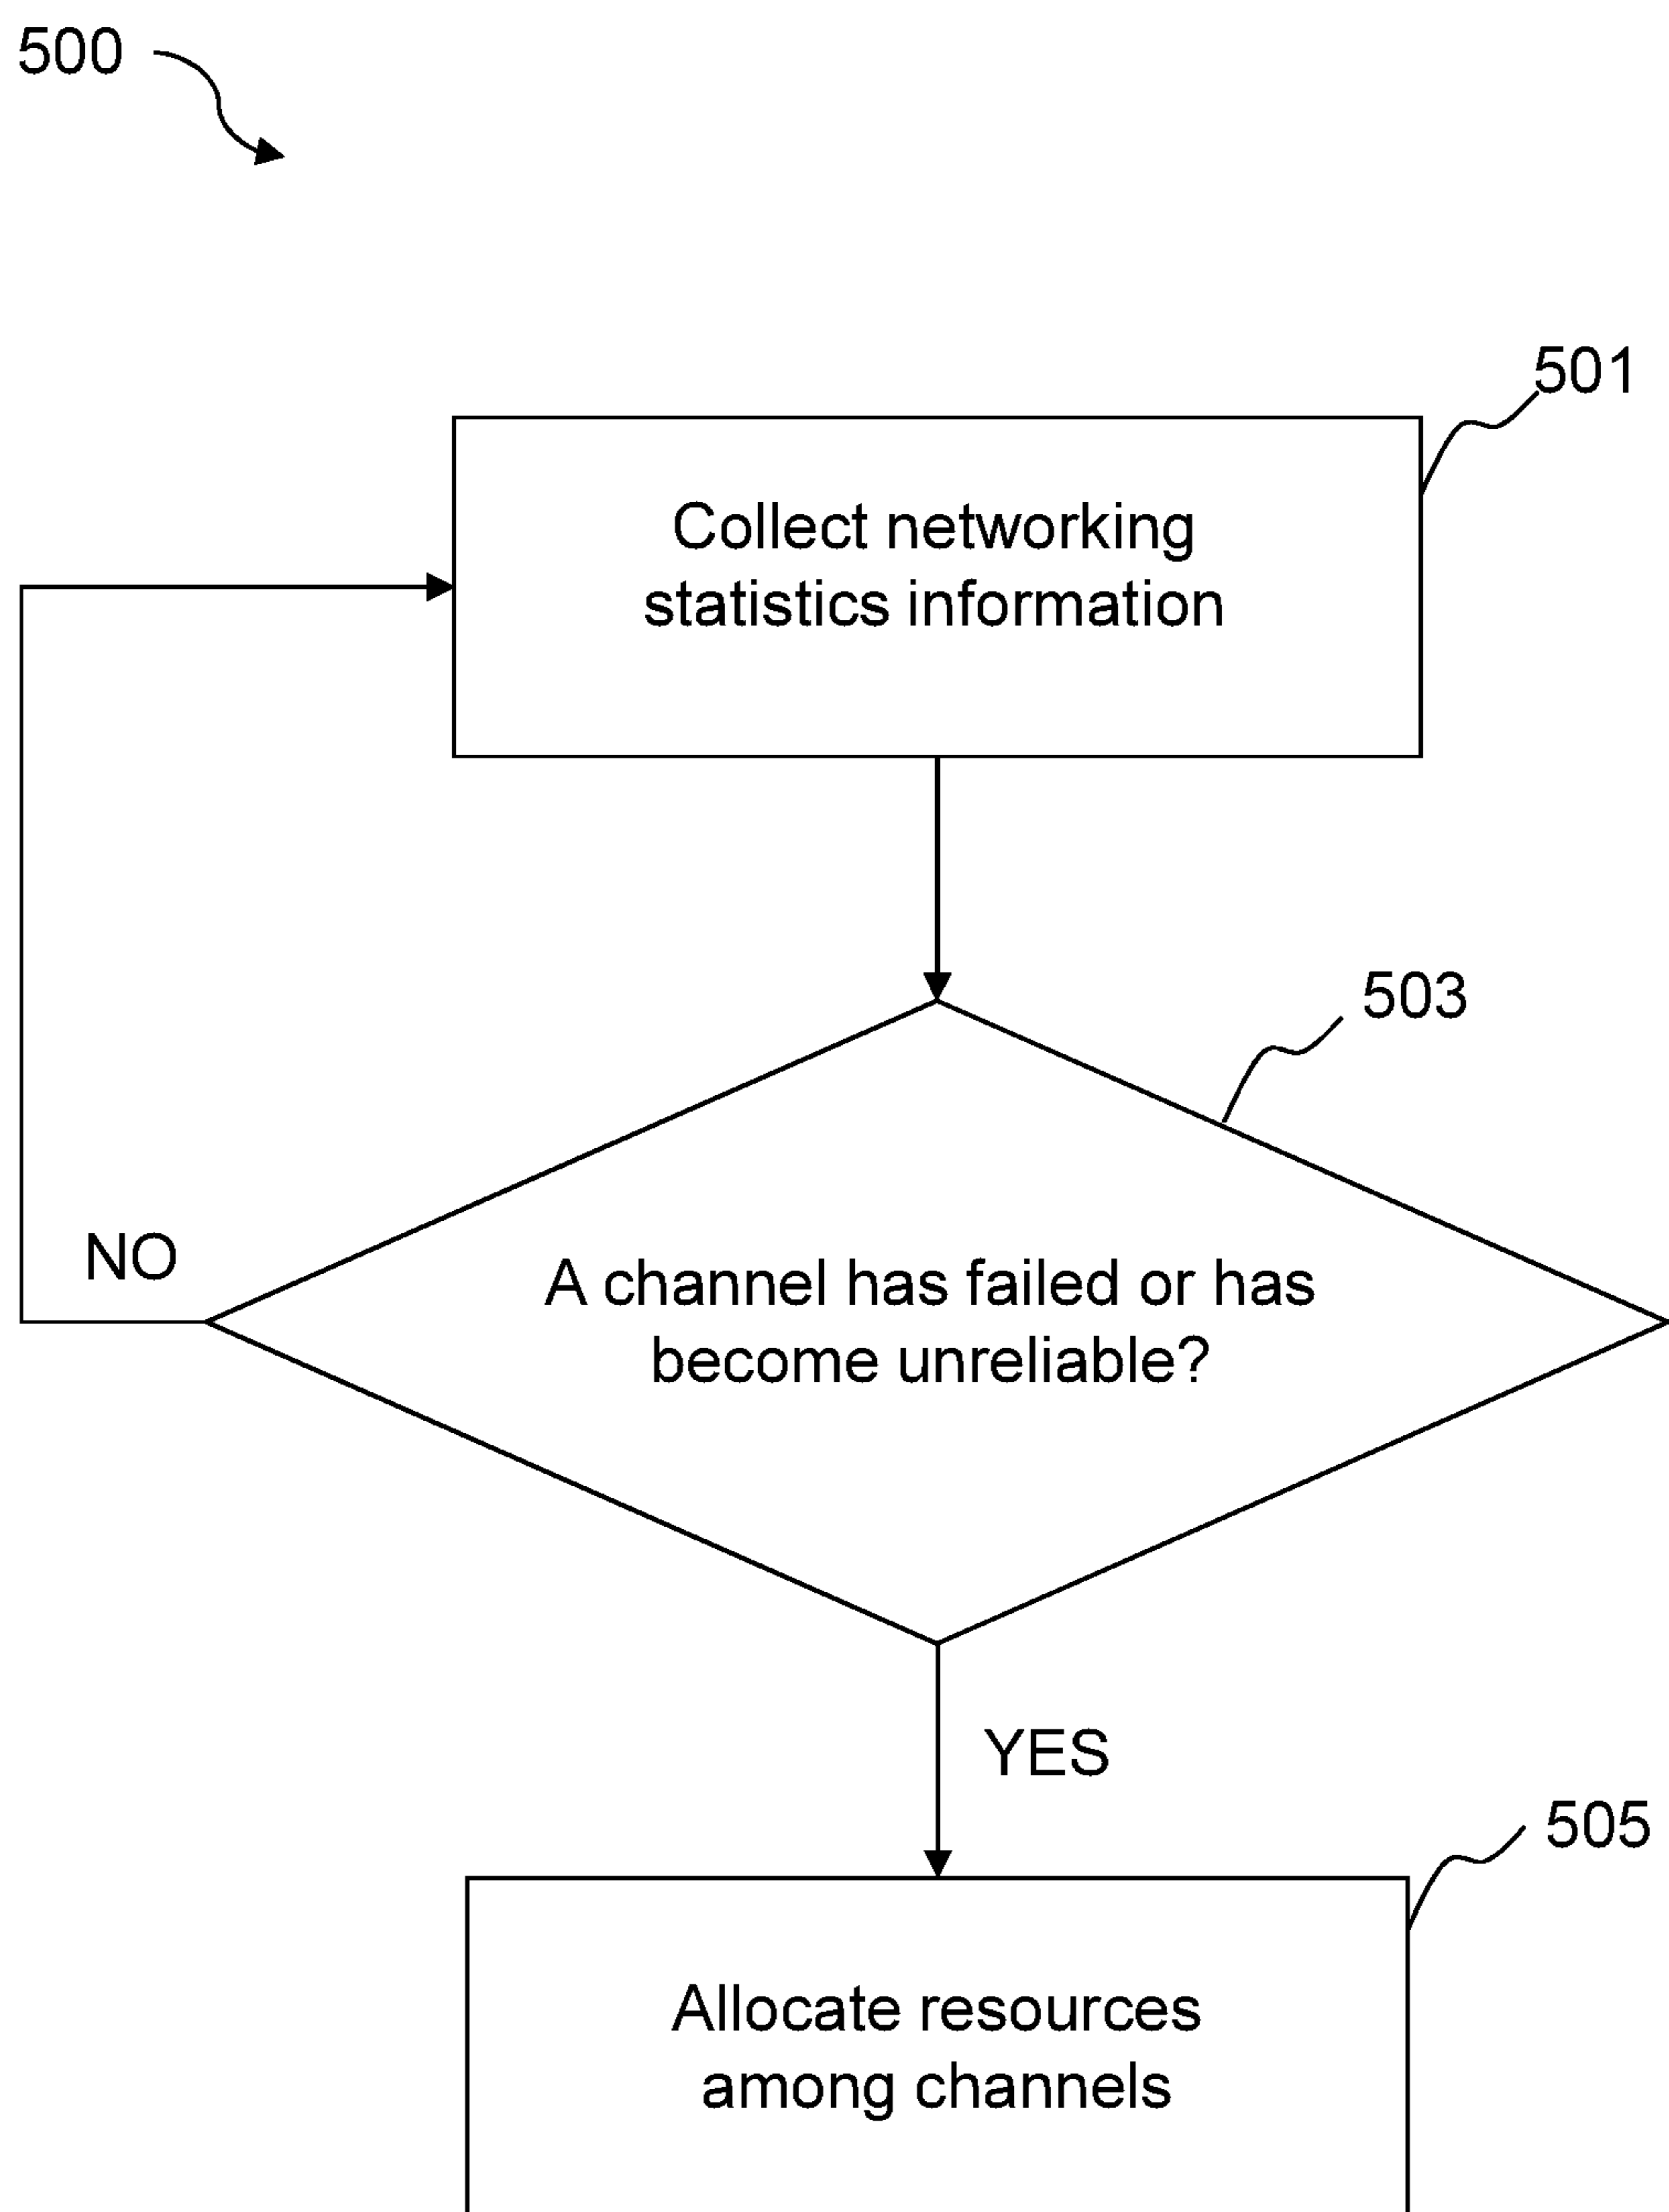 500
501
Collect networking
statistics information
503
NO
A channel has failed or has
become unreliable?
YES
505
Allocate resources
among channels